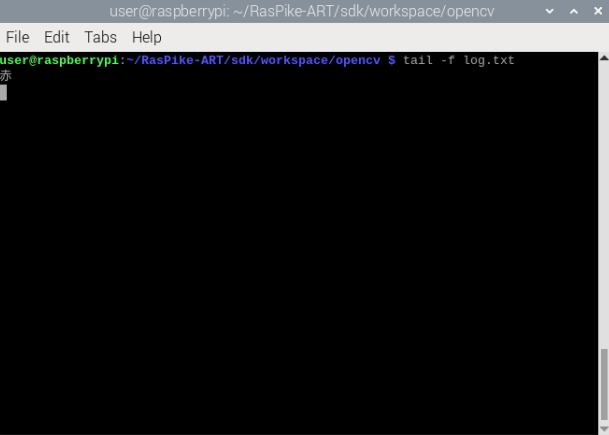 user@raspberrypi: ~/RasPike-ART/sdk/workspace/opencv
File Edit Tabs Help
user@raspberrypi:~/RasPike-ART/sdk/workspace/opencv $ tail -f log.txt
赤